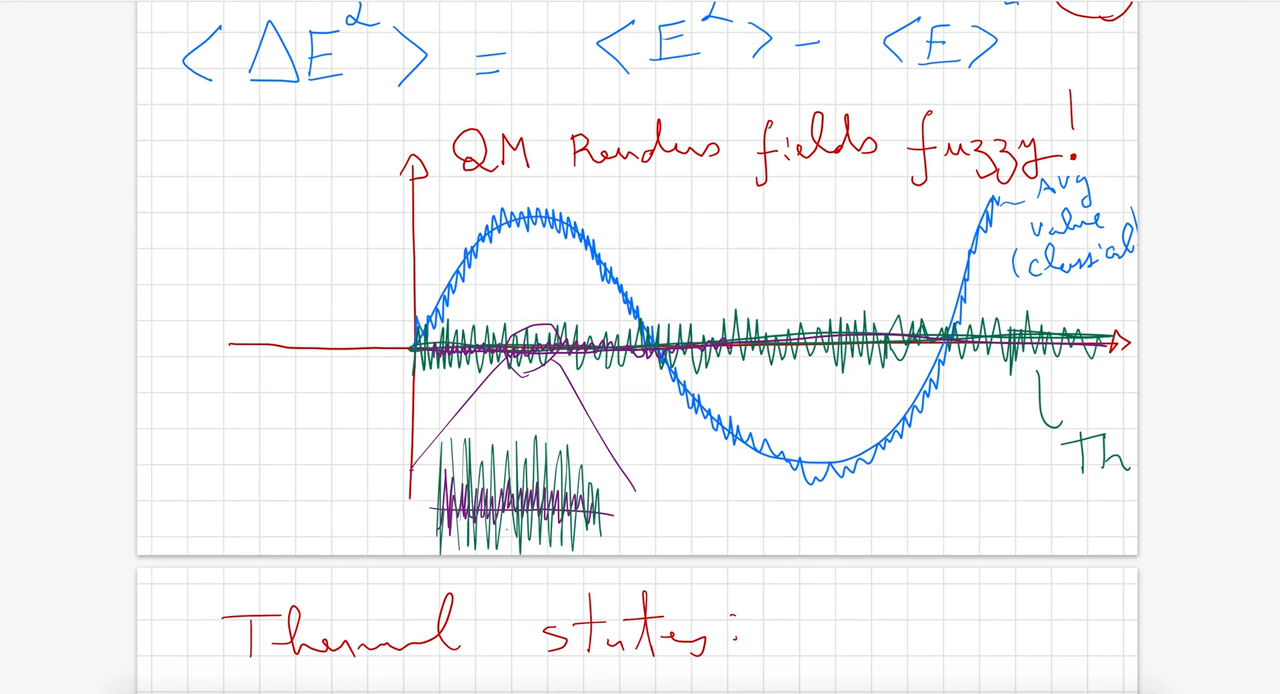 ⟨ΔE²⟩ = ⟨E²⟩ - ⟨E⟩²
QM Renders fields fuzzy!
Avg
value
(classical)
Th
Thermal states: